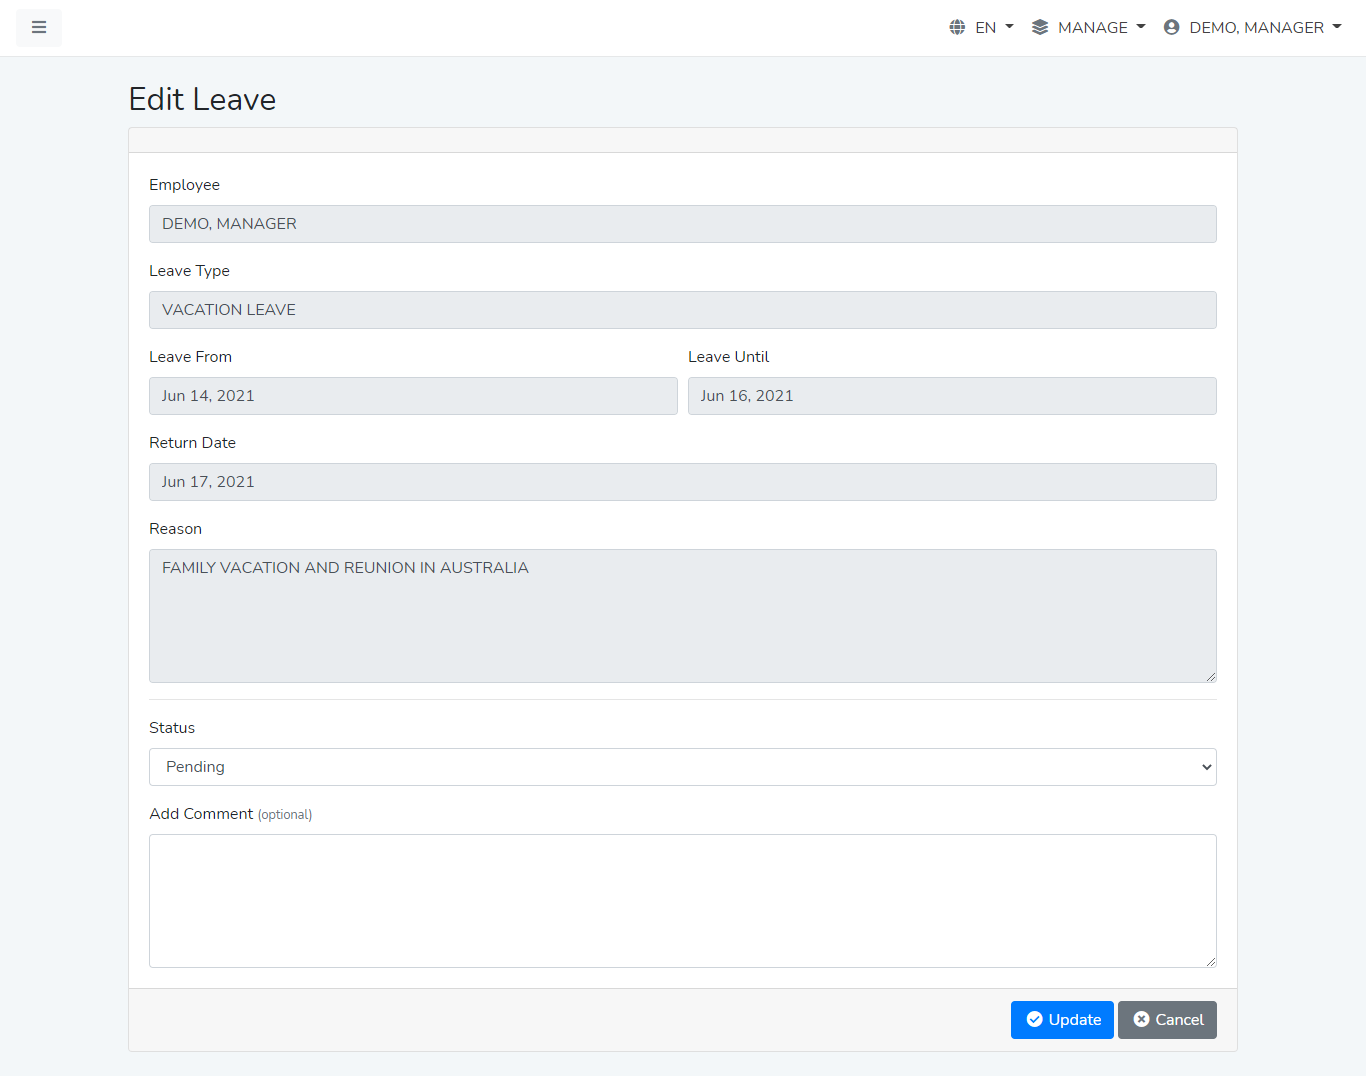 EN MANAGE DEMO, MANAGER
Edit Leave
Employee
DEMO, MANAGER
Leave Type
VACATION LEAVE
Leave From Leave Until
Jun 14, 2021 Jun 16, 2021
Return Date
Jun 17, 2021
Reason
FAMILY VACATION AND REUNION IN AUSTRALIA
Status
Pending
Add Comment (optional)
Update Cancel